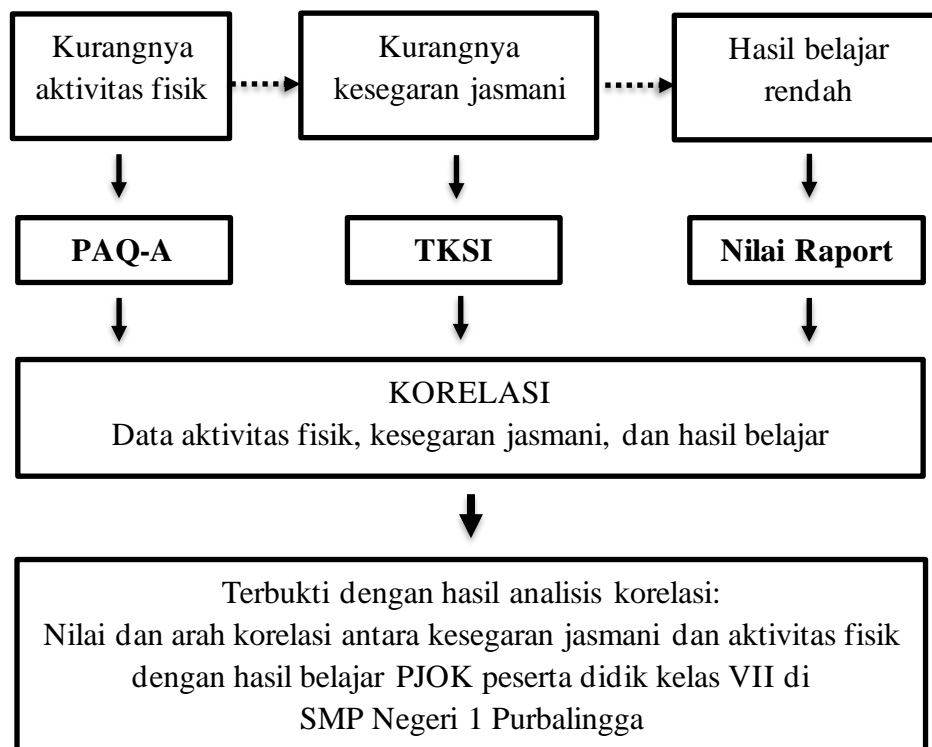 Kurangnya
aktivitas fisik
Kurangnya
kesegaran jasmani
Hasil belajar
rendah
PAQ-A
TKSI
Nilai Raport
KORELASI
Data aktivitas fisik, kesegaran jasmani, dan hasil belajar
Terbukti dengan hasil analisis korelasi:
Nilai dan arah korelasi antara kesegaran jasmani dan aktivitas fisik
dengan hasil belajar PJOK peserta didik kelas VII di
SMP Negeri 1 Purbalingga